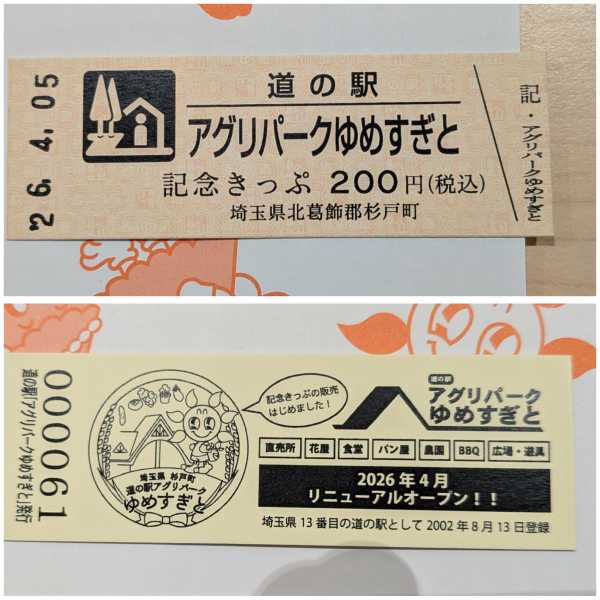 '26.4.05
道の駅
アグリパークゆめすぎと
記念きっぷ 200円(税込)
埼玉県北葛飾郡杉戸町
記・アグリパークゆめすぎと
道の駅「アグリパークゆめすぎと」発行
0000061
埼玉県 杉戸町
道の駅アグリパーク
ゆめすぎと
記念きっぷの販売
はじめました！
道の駅
アグリパーク
ゆめすぎと
直売所 花屋 食堂 パン屋 農園 BBQ 広場・遊具
2026年4月
リニューアルオープン！！
埼玉県13番目の道の駅として2002年8月13日登録